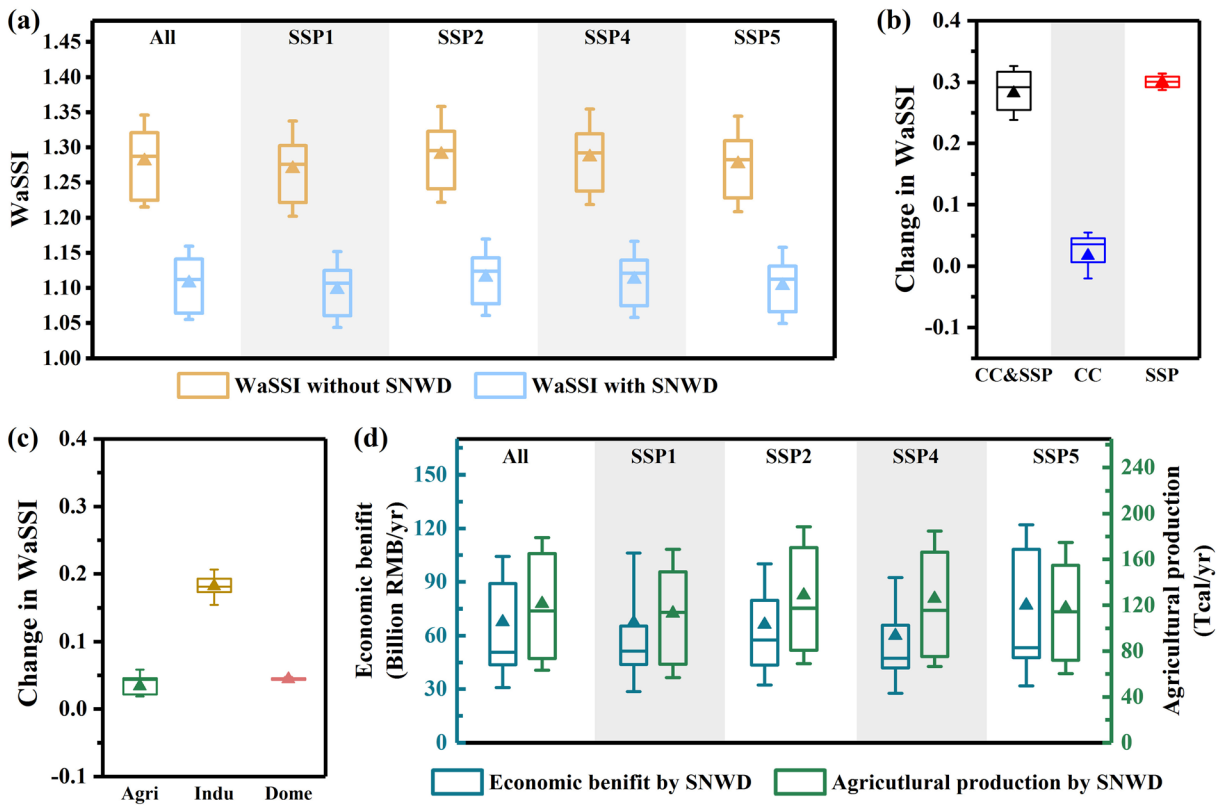 (a)
WaSSI
1.45
1.40
1.35
1.30
1.25
1.20
1.15
1.10
1.05
1.00
All SSP1 SSP2 SSP4 SSP5
WaSSI without SNWD WaSSI with SNWD
(b)
Change in WaSSI
0.4
0.3
0.2
0.1
0.0
-0.1
CC&SSP CC SSP
(c)
Change in WaSSI
0.4
0.3
0.2
0.1
0.0
-0.1
Agri Indu Dome
(d)
Economic benifit
(Billion RMB/yr)
150
120
90
60
30
0
All SSP1 SSP2 SSP4 SSP5
240
200
160
120
80
40
0
Agricultural production
(Tcal/yr)
Economic benifit by SNWD Agricutlural production by SNWD